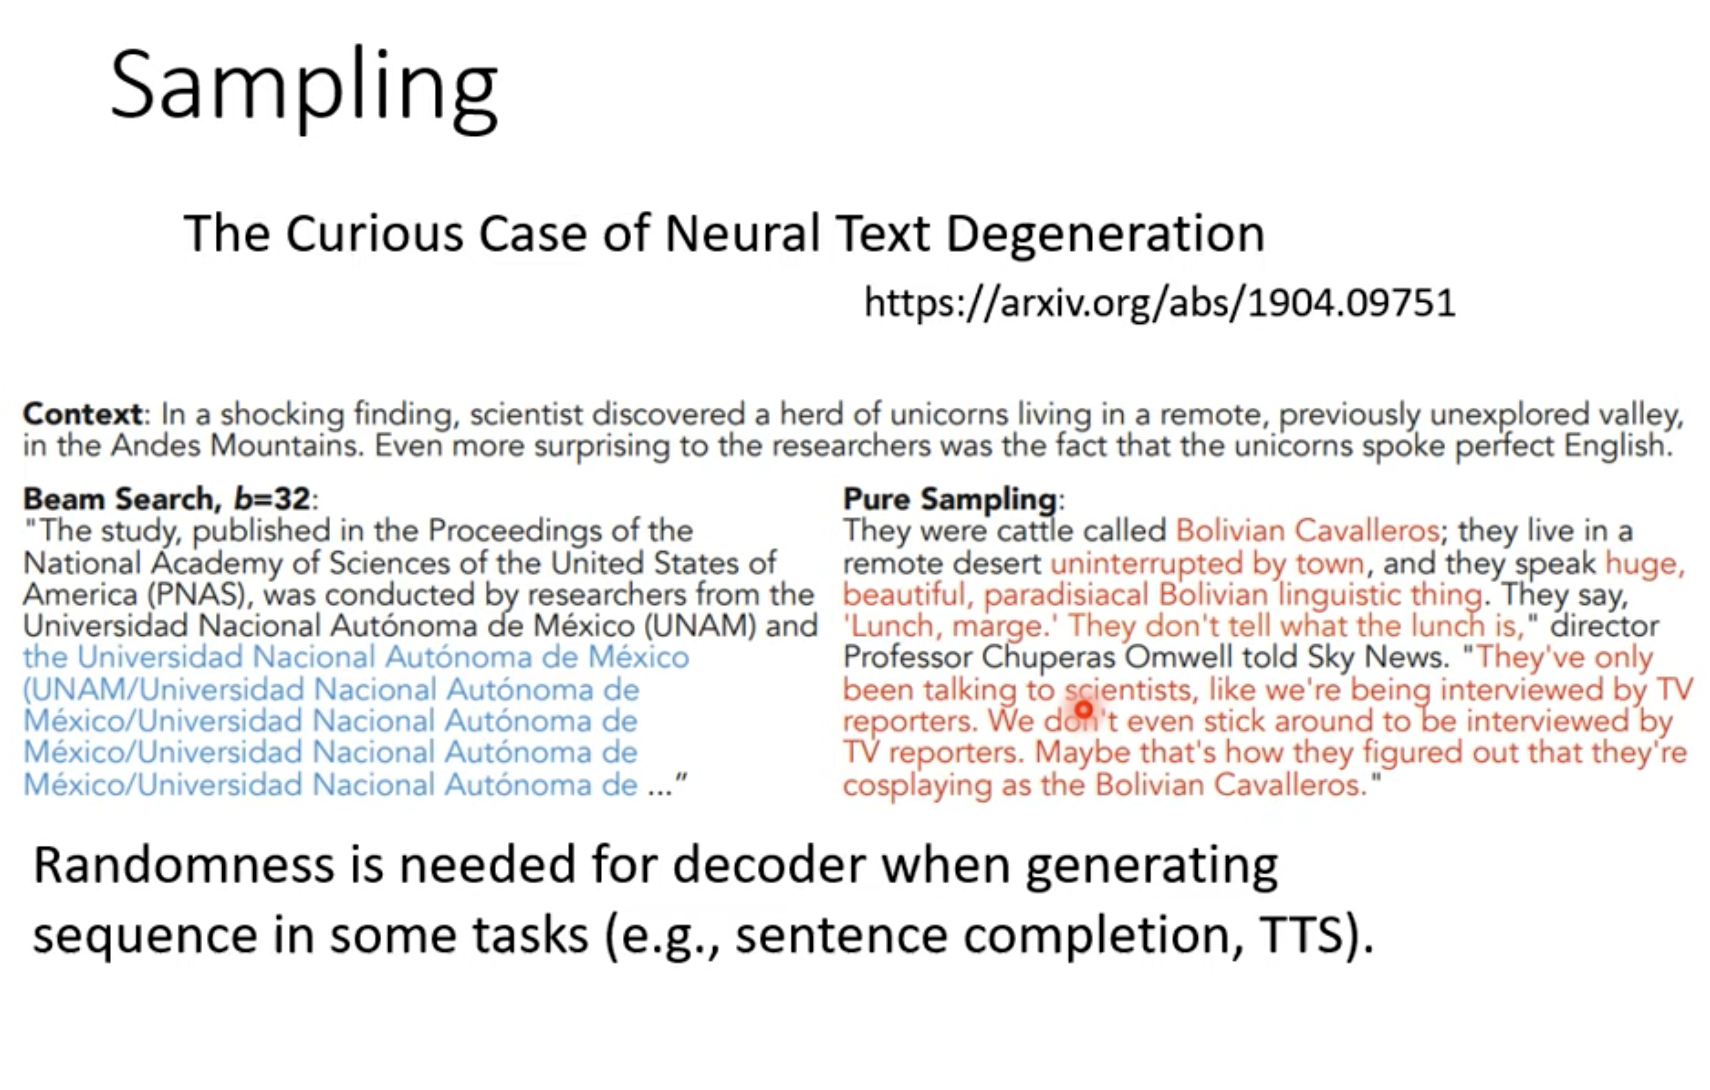 Sampling
The Curious Case of Neural Text Degeneration
https://arxiv.org/abs/1904.09751
Context: In a shocking finding, scientist discovered a herd of unicorns living in a remote, previously unexplored valley,
in the Andes Mountains. Even more surprising to the researchers was the fact that the unicorns spoke perfect English.
Beam Search, b=32:
"The study, published in the Proceedings of the
National Academy of Sciences of the United States of
America (PNAS), was conducted by researchers from the
Universidad Nacional Autónoma de México (UNAM) and
the Universidad Nacional Autónoma de México
(UNAM/Universidad Nacional Autónoma de
México/Universidad Nacional Autónoma de
México/Universidad Nacional Autónoma de
México/Universidad Nacional Autónoma de ..."
Pure Sampling:
They were cattle called Bolivian Cavalleros; they live in a
remote desert uninterrupted by town, and they speak huge,
beautiful, paradisiacal Bolivian linguistic thing. They say,
'Lunch, marge.' They don't tell what the lunch is," director
Professor Chuperas Omwell told Sky News. "They've only
been talking to scientists, like we're being interviewed by TV
reporters. We don't even stick around to be interviewed by
TV reporters. Maybe that's how they figured out that they're
cosplaying as the Bolivian Cavalleros."
Randomness is needed for decoder when generating
sequence in some tasks (e.g., sentence completion, TTS).